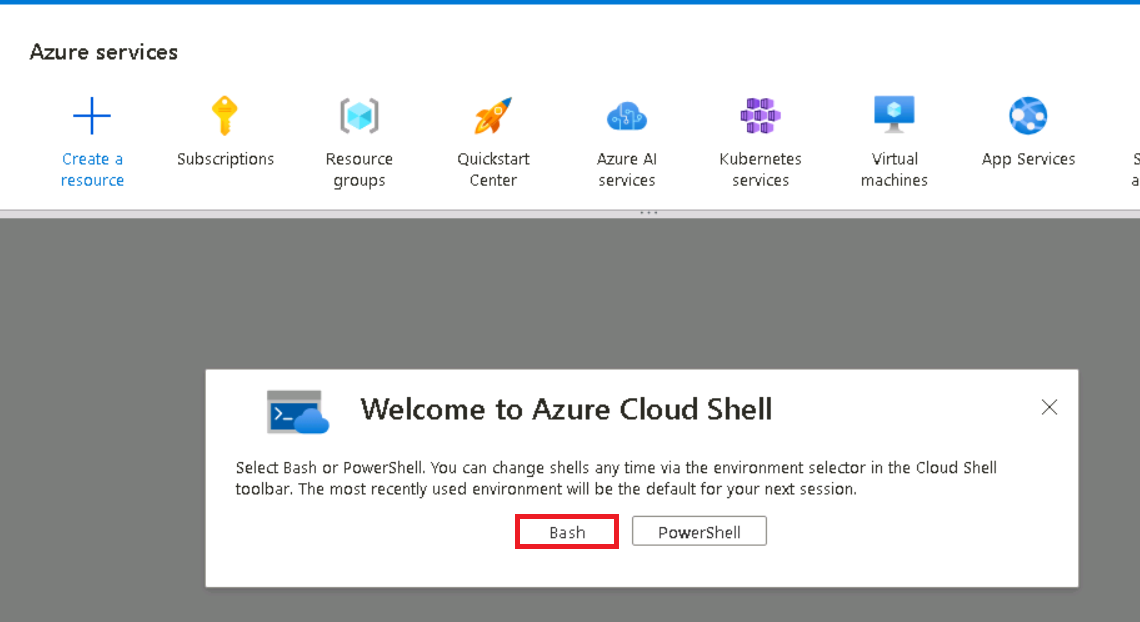 Azure services
Create a
resource
Subscriptions
Resource
groups
Quickstart
Center
Azure AI
services
Kubernetes
services
Virtual
machines
App Services
Welcome to Azure Cloud Shell
Select Bash or PowerShell. You can change shells any time via the environment selector in the Cloud Shell
toolbar. The most recently used environment will be the default for your next session.
Bash
PowerShell